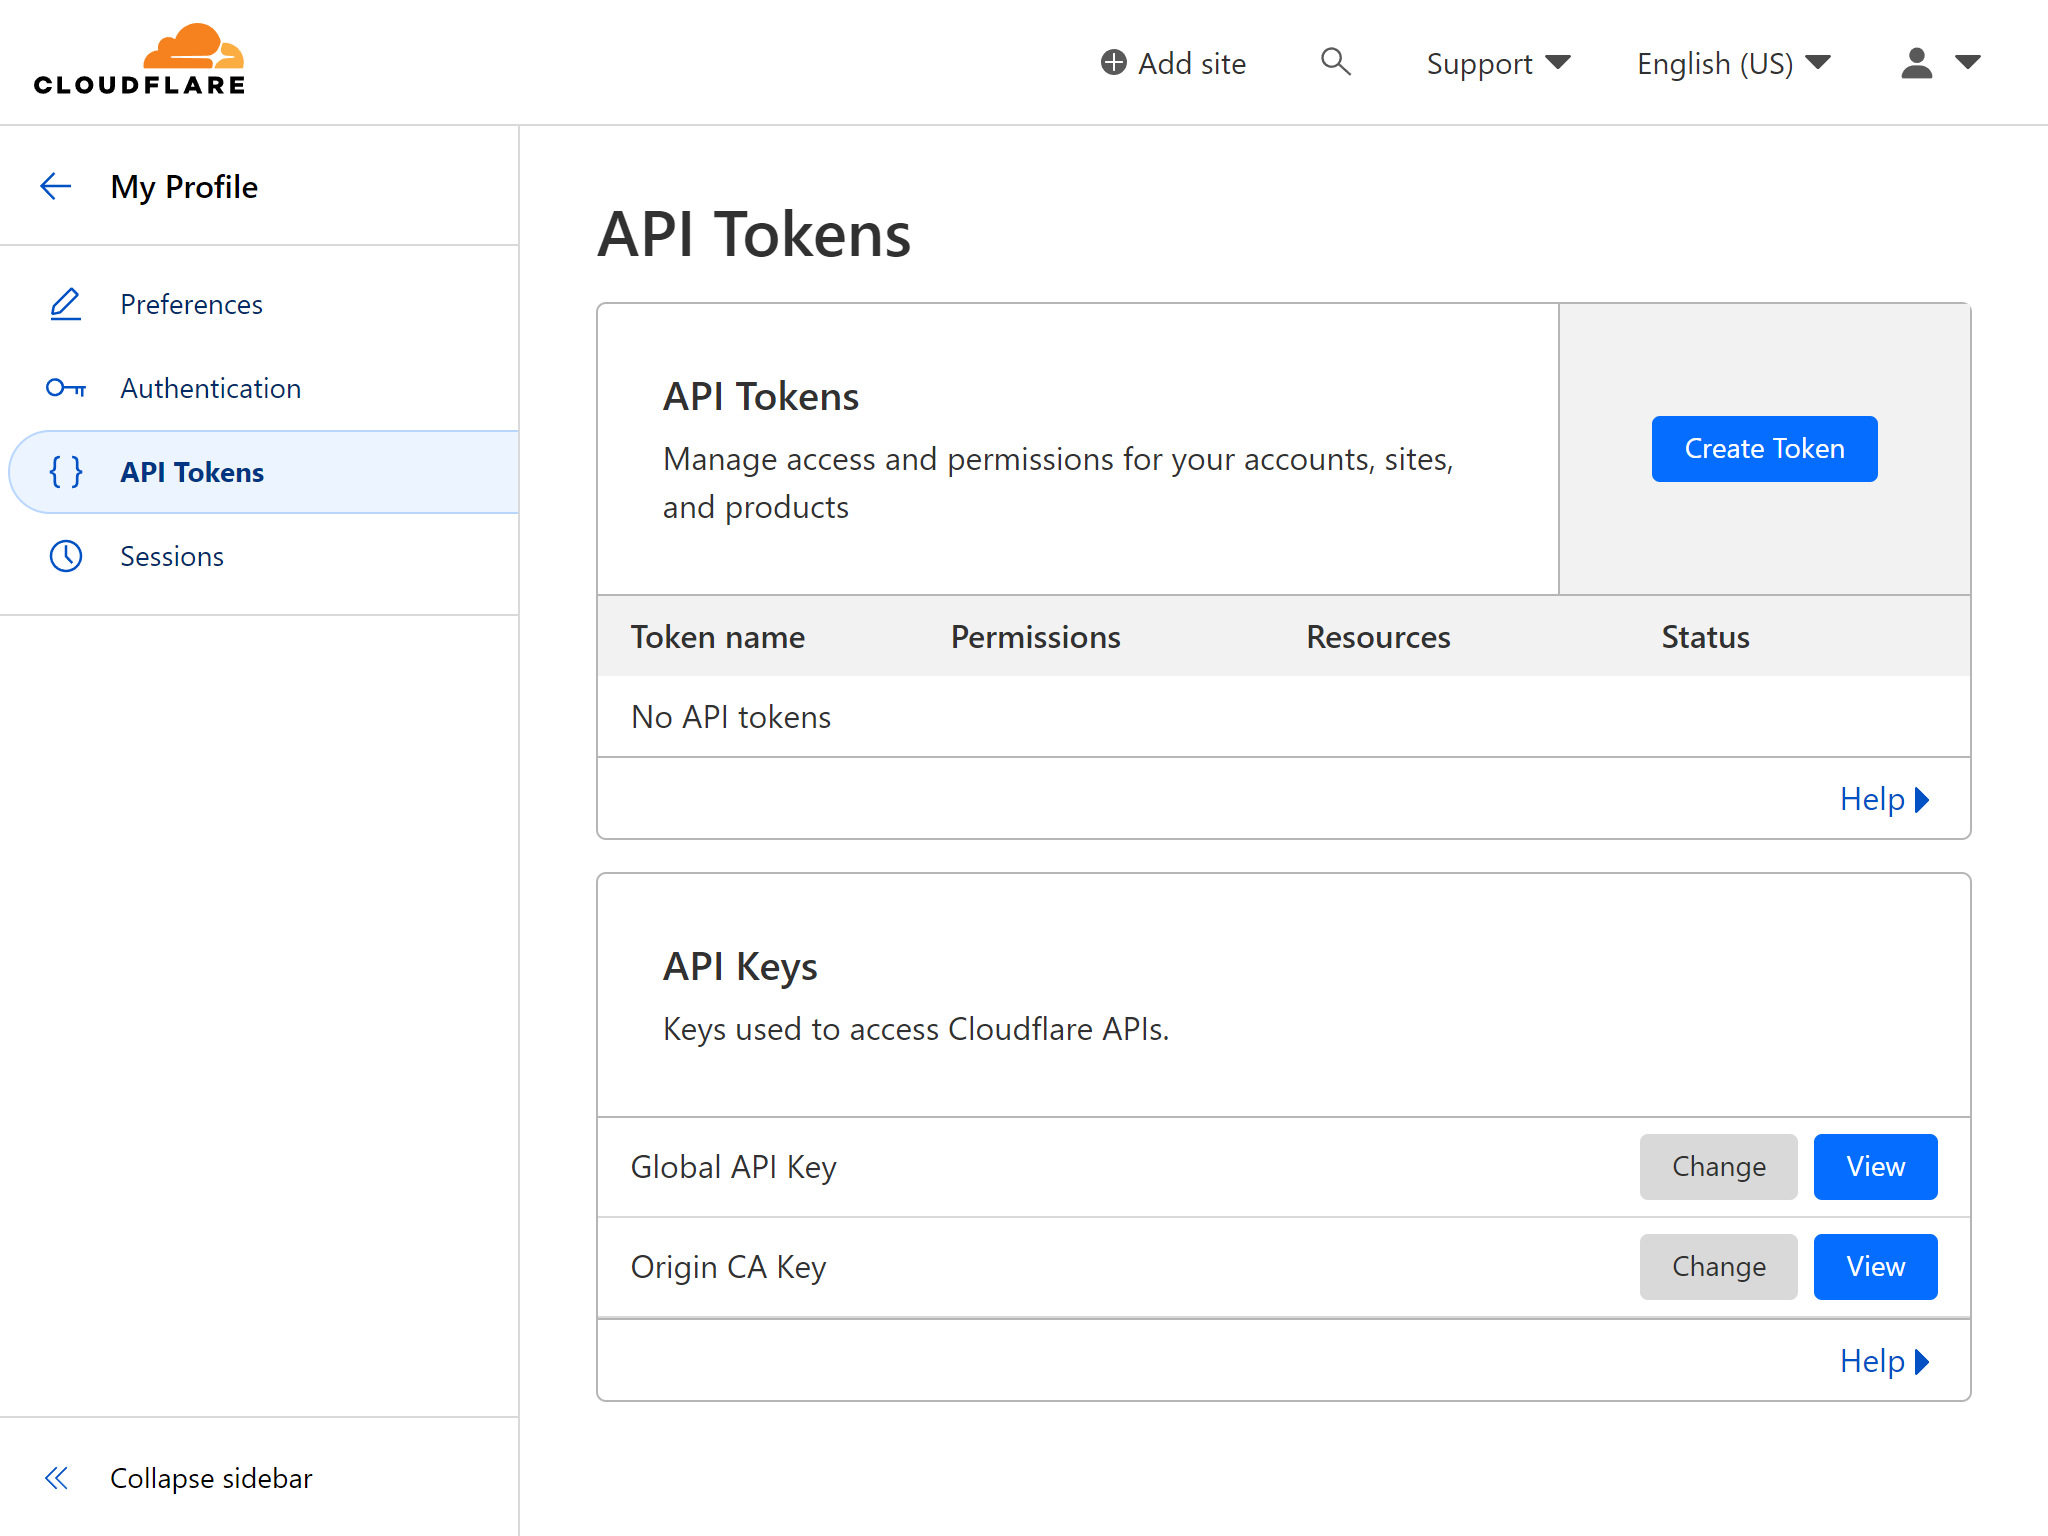 CLOUDFLARE
Add site
Support
English (US)
My Profile
Preferences
Authentication
API Tokens
Sessions
Collapse sidebar
API Tokens
API Tokens
Manage access and permissions for your accounts, sites,
and products
Create Token
Token name Permissions Resources Status
No API tokens
Help
API Keys
Keys used to access Cloudflare APIs.
Global API Key Change View
Origin CA Key Change View
Help